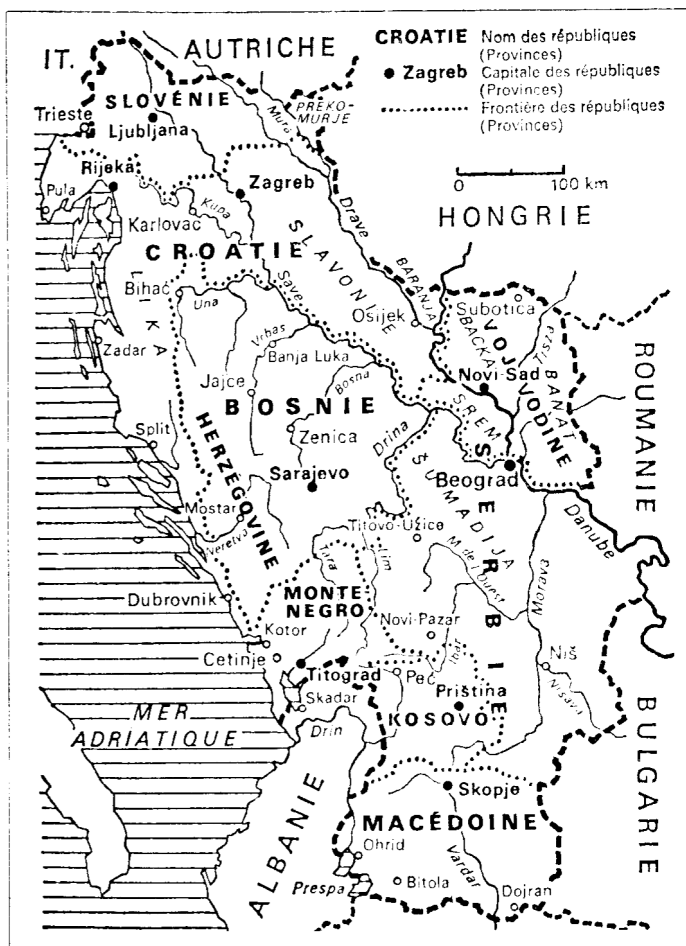 CROATIE Nom des républiques
(Provinces)
Zagreb Capitale des républiques
(Provinces)
Frontière des républiques
(Provinces)
0 100 km
IT.
AUTRICHE
SLOVÉNIE
PREKO-
MURJE
Mura
Trieste
Ljubljana
Rijeka
Pula
Zagreb
HONGRIE
Karlovac
Kupa
Drave
CROATIE
SLAVONIE
BARANJA
Bihać
LIKA
Una
Save
Osijek
Subotica
BACKA
VOJVODINE
Tisza
BANAT
ROUMANIE
Zadar
Vrbas
Banja Luka
Bosna
Novi-Sad
Jajce
BOSNIE
SREM
Zenica
Drina
Beograd
Split
HERZÉGOVINE
Sarajevo
ŠUMADIJA
SERBIE
Danube
Mostar
Neretva
Titovo-Užice
M. de l'Ouest
Morava
Tara
Lim
Dubrovnik
MONTE
NEGRO
Novi-Pazar
Ibar
Kotor
Cetinje
Niš
Nišava
Titograd
Peć
Priština
Skadar
KOSOVO
MER
ADRIATIQUE
Drin
BULGARIE
Skopje
ALBANIE
MACÉDOINE
Ohrid
Prespa
Bitola
Vardar
Dojran